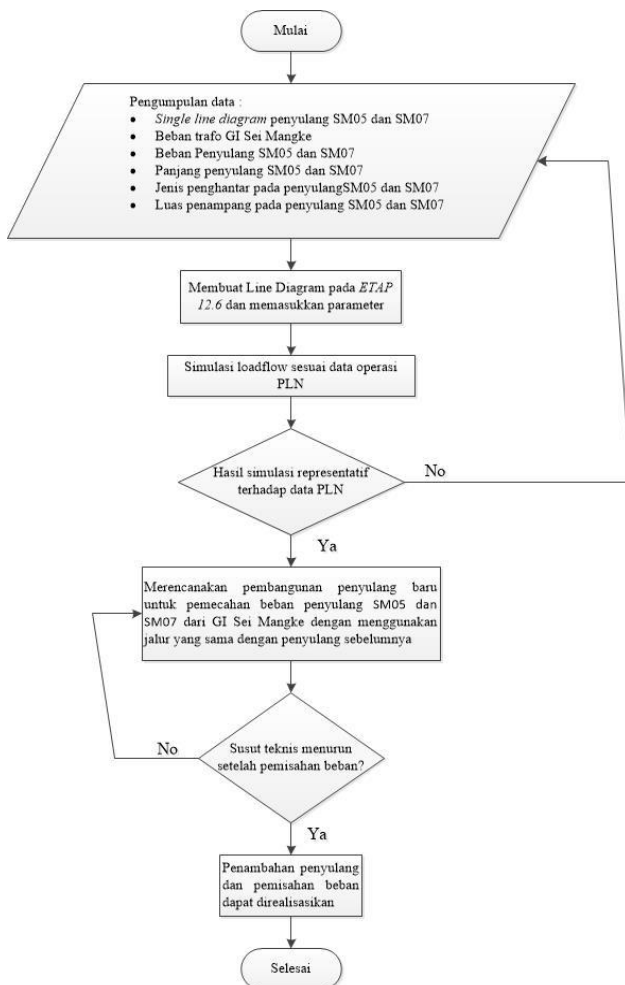 Mulai
Pengumpulan data :
• Single line diagram penyulang SM05 dan SM07
• Beban trafo GI Sei Mangke
• Beban Penyulang SM05 dan SM07
• Panjang penyulang SM05 dan SM07
• Jenis penghantar pada penyulangSM05 dan SM07
• Luas penampang pada penyulang SM05 dan SM07
Membuat Line Diagram pada ETAP
12.6 dan memasukkan parameter
Simulasi loadflow sesuai data operasi
PLN
Hasil simulasi representatif
terhadap data PLN
No
Ya
Merencanakan pembangunan penyulang baru
untuk pemecahan beban penyulang SM05 dan
SM07 dari GI Sei Mangke dengan menggunakan
jalur yang sama dengan penyulang sebelumnya
No
Susut teknis menurun
setelah pemisahan beban?
Ya
Penambahan penyulang
dan pemisahan beban
dapat direalisasikan
Selesai